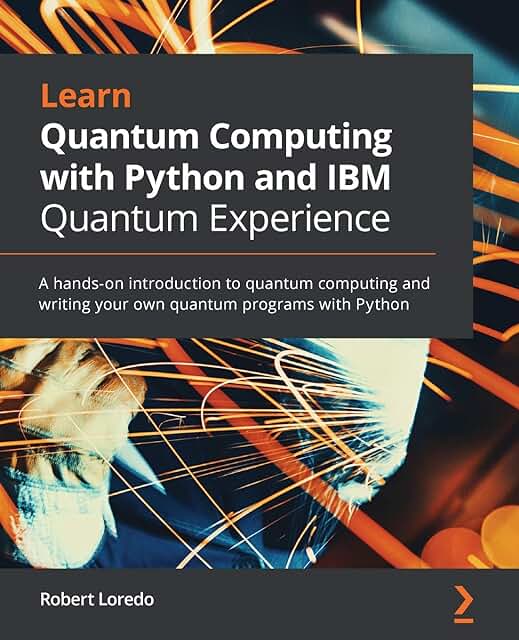 Learn
Quantum Computing
with Python and IBM
Quantum Experience
A hands-on introduction to quantum computing and
writing your own quantum programs with Python
Robert Loredo